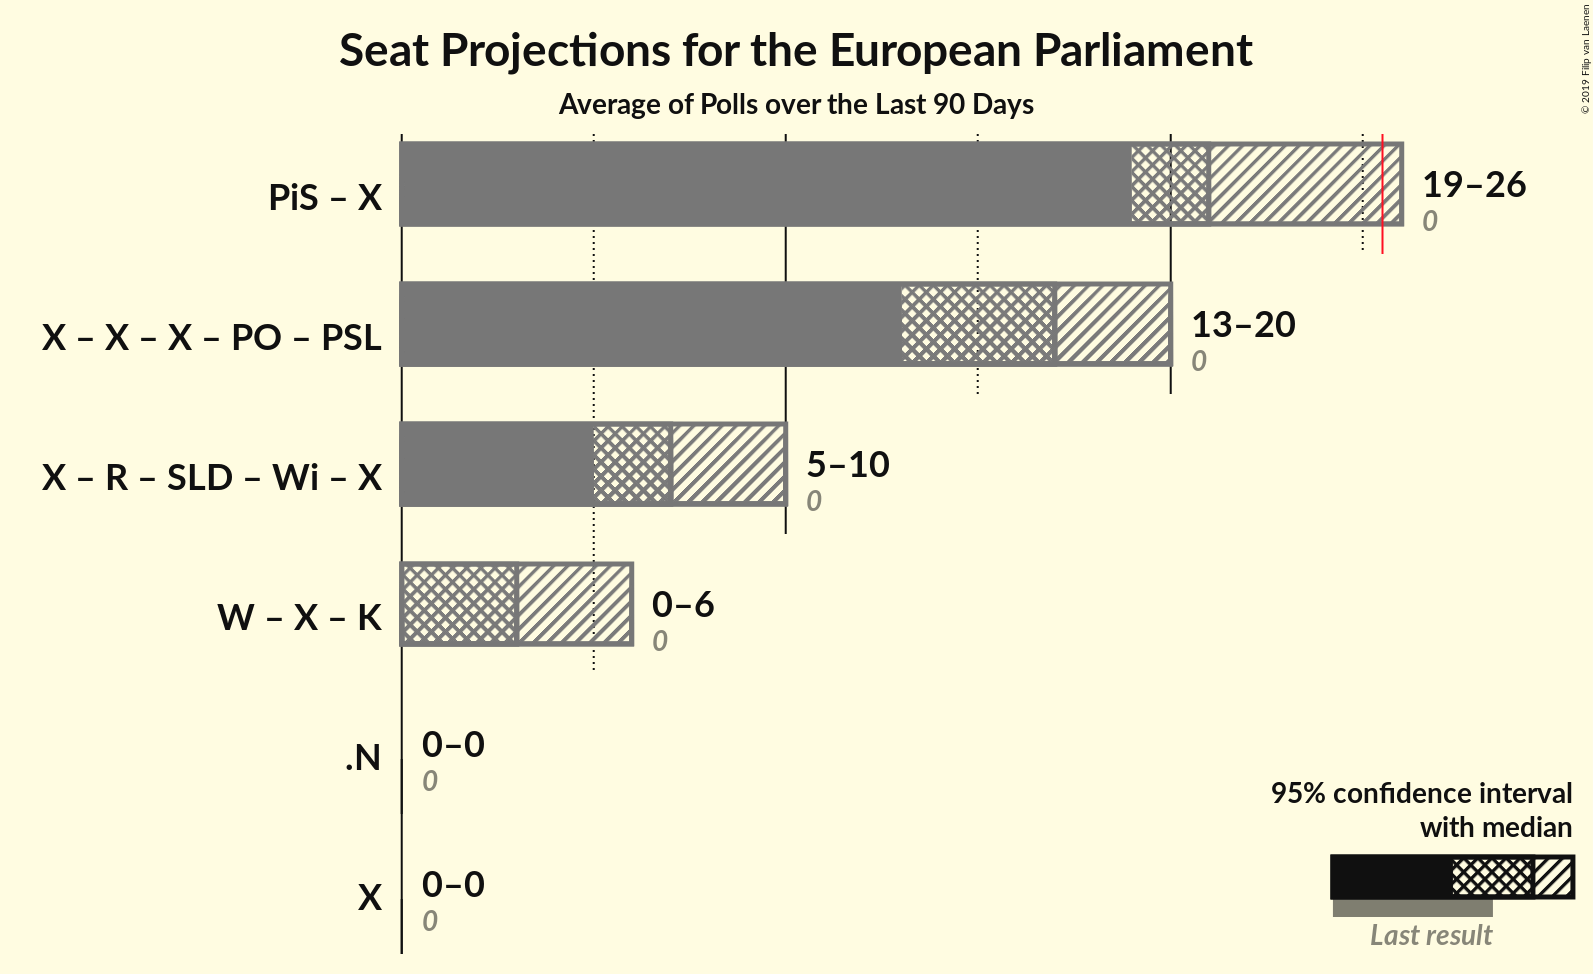 Seat Projections for the European Parliament
Average of Polls over the Last 90 Days
© 2019 Filip van Laenen
PiS – X
19–26
0
X – X – X – PO – PSL
13–20
0
X – R – SLD – Wi – X
5–10
0
W – X – K
0–6
0
.N
0–0
0
X
0–0
0
95% confidence interval
with median
Last result